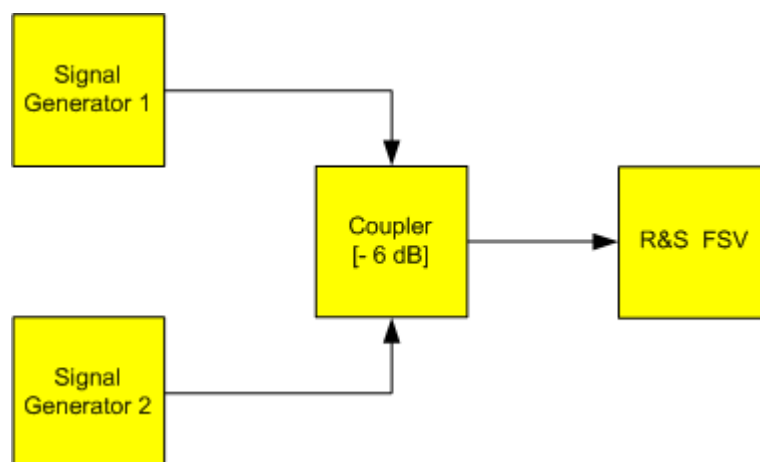 Signal
Generator 1
Coupler
[- 6 dB]
R&S FSV
Signal
Generator 2